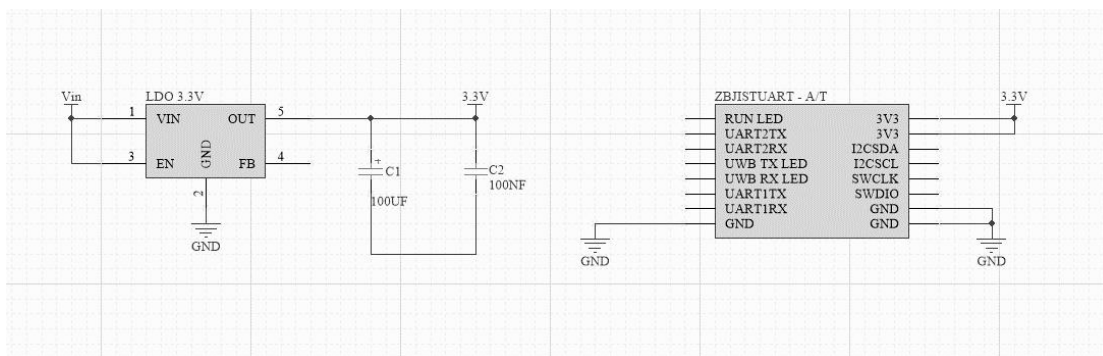 Vin
LDO 3.3V
1 VIN OUT 5
3 EN GND FB 4
2
GND
3.3V
C1
100UF
C2
100NF
ZBJISTUART - A/T
3.3V
RUN LED 3V3
UART2TX 3V3
UART2RX I2CSDA
UWB TX LED I2CSCL
UWB RX LED SWCLK
UART1TX SWDIO
UART1RX GND
GND GND
GND
GND